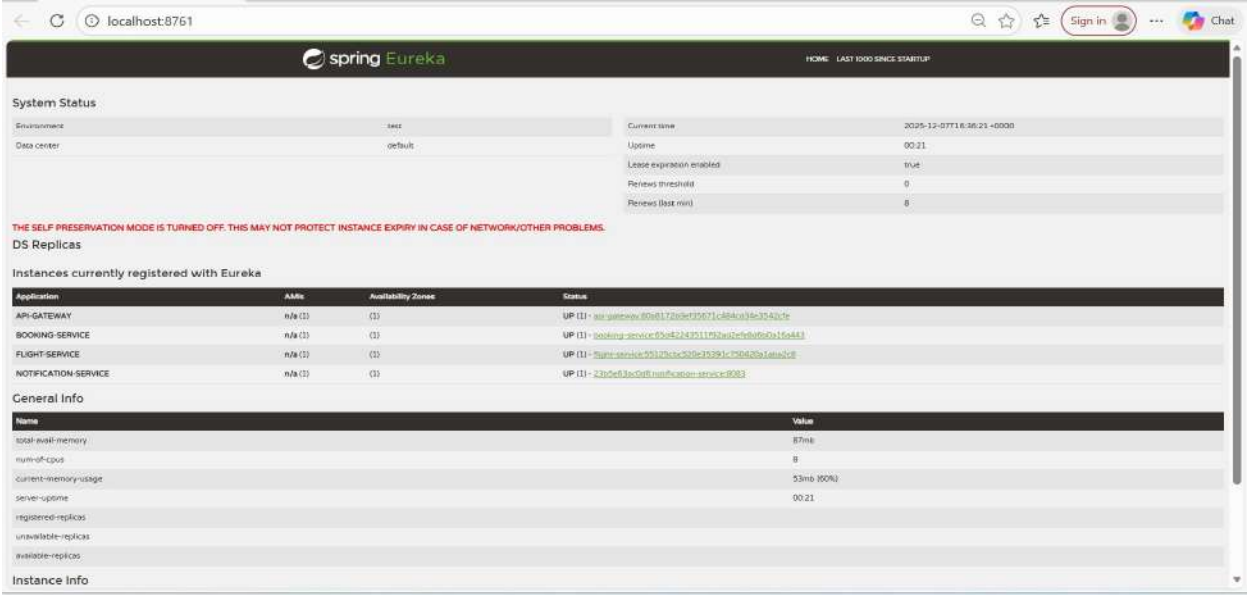 localhost:8761
Sign in
Chat
spring Eureka
HOME LAST 1000 SINCE STARTUP
System Status
Environment test
Data center default
Current time 2025-12-07T16:36:21 +0000
Uptime 00:21
Lease expiration enabled true
Renews threshold 0
Renews (last min) 8
THE SELF PRESERVATION MODE IS TURNED OFF. THIS MAY NOT PROTECT INSTANCE EXPIRY IN CASE OF NETWORK/OTHER PROBLEMS.
DS Replicas
Instances currently registered with Eureka
Application AMIs Availability Zones Status
API-GATEWAY n/a (1) (1) UP (1) -
BOOKING-SERVICE n/a (1) (1) UP (1) -
FLIGHT-SERVICE n/a (1) (1) UP (1) -
NOTIFICATION-SERVICE n/a (1) (1) UP (1) -
General Info
Name Value
total-avail-memory 87mb
num-of-cpus 8
current-memory-usage 53mb (60%)
server-uptime 00:21
registered-replicas
unavailable-replicas
available-replicas
Instance Info